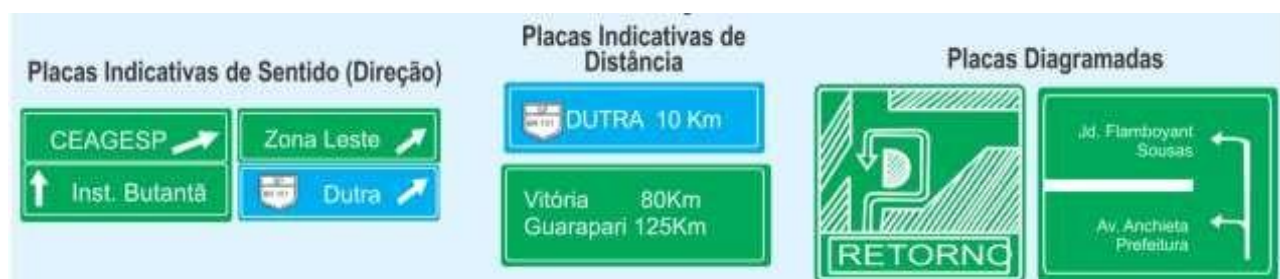 Placas Indicativas de Sentido (Direção)
CEAGESP
Zona Leste
Inst. Butantã
Dutra
Placas Indicativas de
Distância
DUTRA 10 Km
Vitória 80Km
Guarapari 125Km
Placas Diagramadas
RETORNO
Jd. Flamboyant
Sousas
Av. Anchieta
Prefeitura